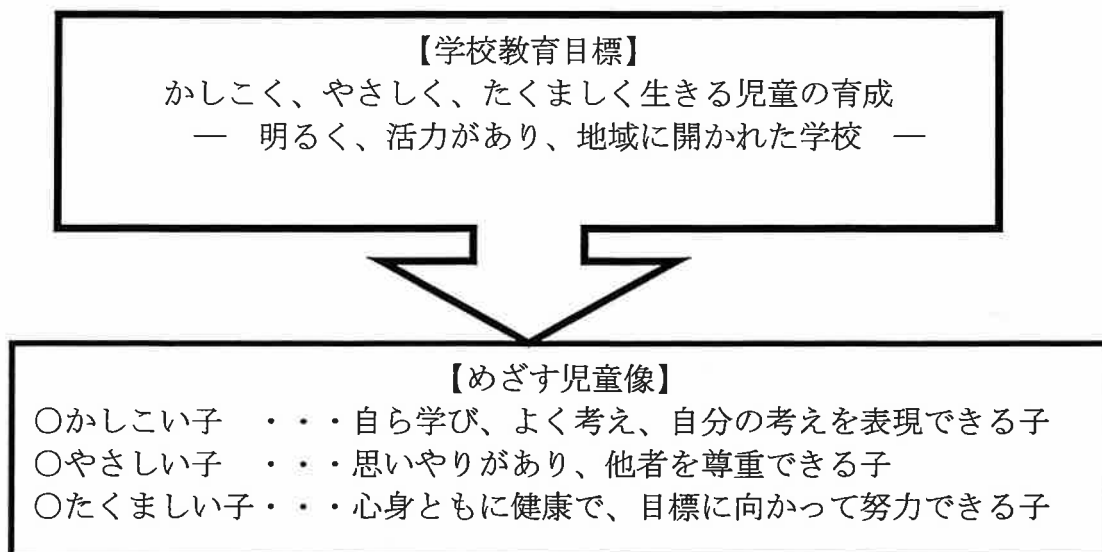 【学校教育目標】
かしこく、やさしく、たくましく生きる児童の育成
― 明るく、活力があり、地域に開かれた学校 ―
【めざす児童像】
○かしこい子 ・・・自ら学び、よく考え、自分の考えを表現できる子
○やさしい子 ・・・思いやりがあり、他者を尊重できる子
○たくましい子・・・心身ともに健康で、目標に向かって努力できる子